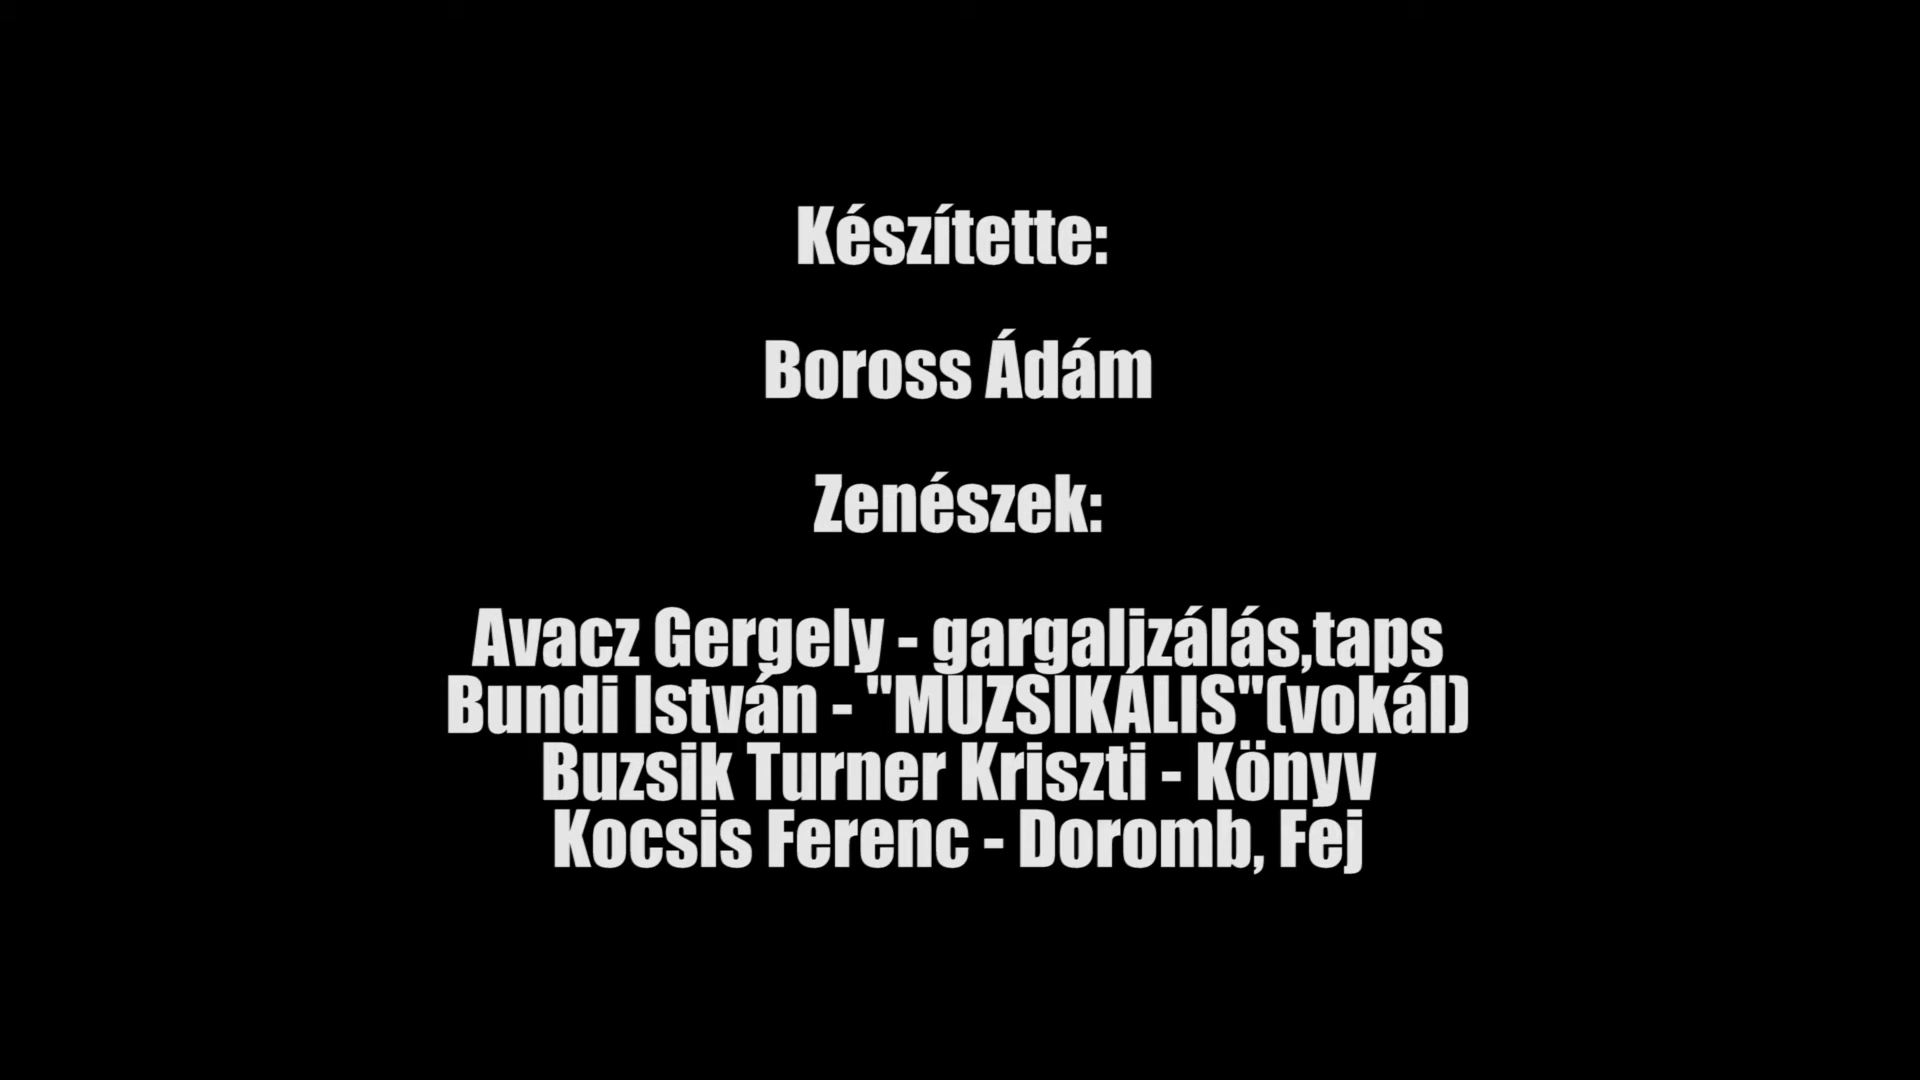 Készítette:
Boross Ádám
Zenészek:
Avacz Gergely - gargalizálás,taps
Bundi István - "MUZSIKÁLIS"(vokál)
Buzsik Turner Kriszti - Könyv
Kocsis Ferenc - Doromb, Fej